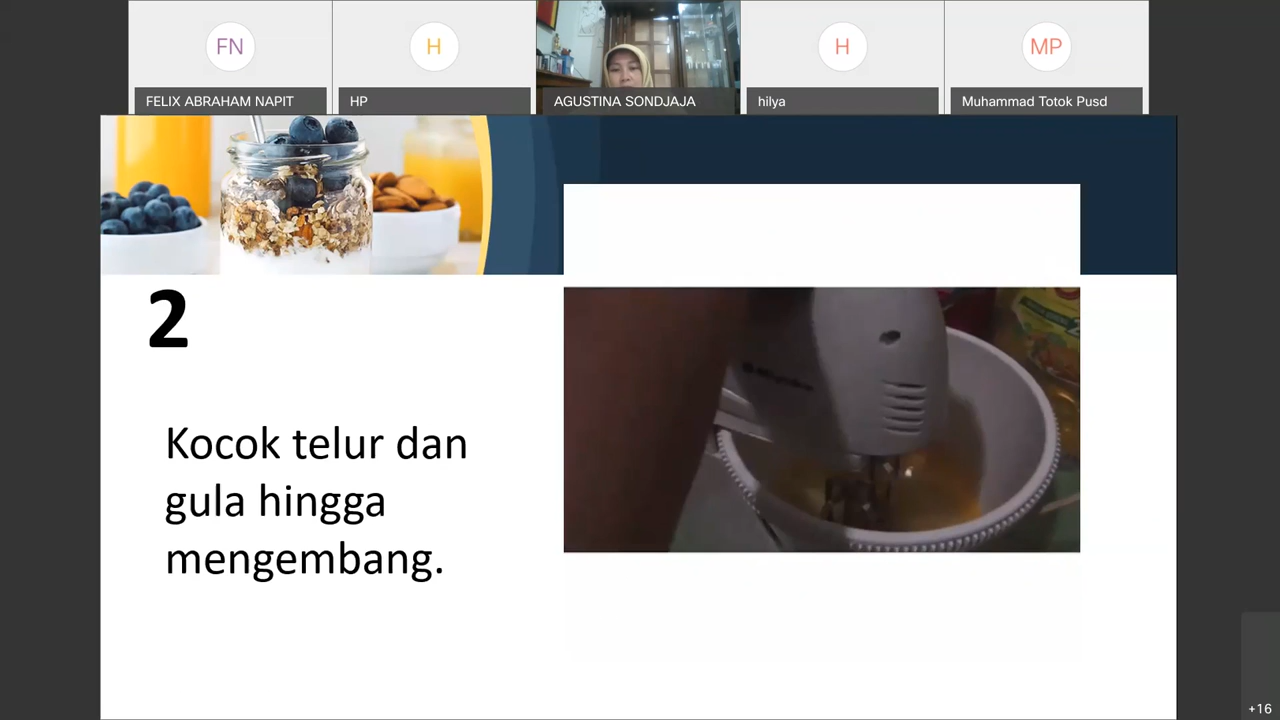 FN
H
H
MP
FELIX ABRAHAM NAPIT
HP
AGUSTINA SONDJAJA
hilya
Muhammad Totok Pusd
2
Kocok telur dan
gula hingga
mengembang.
+16